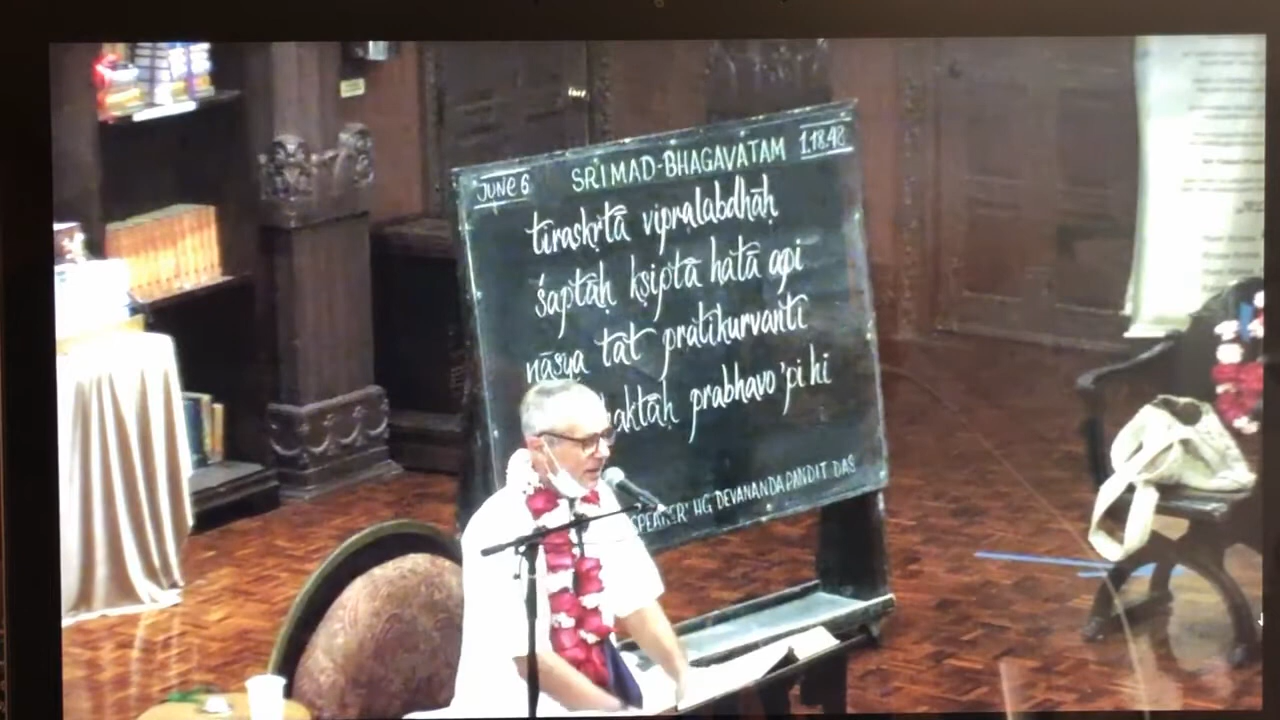 JUNE 6
SRIMAD-BHAGAVATAM
1.18.48
tiraskṛtā vipralabdhāḥ
śaptāḥ kṣiptā hatā api
nāsya tat pratikurvanti
prabhavo 'pi hi
SPEAKER: HG DEVANANDA PANDIT DAS